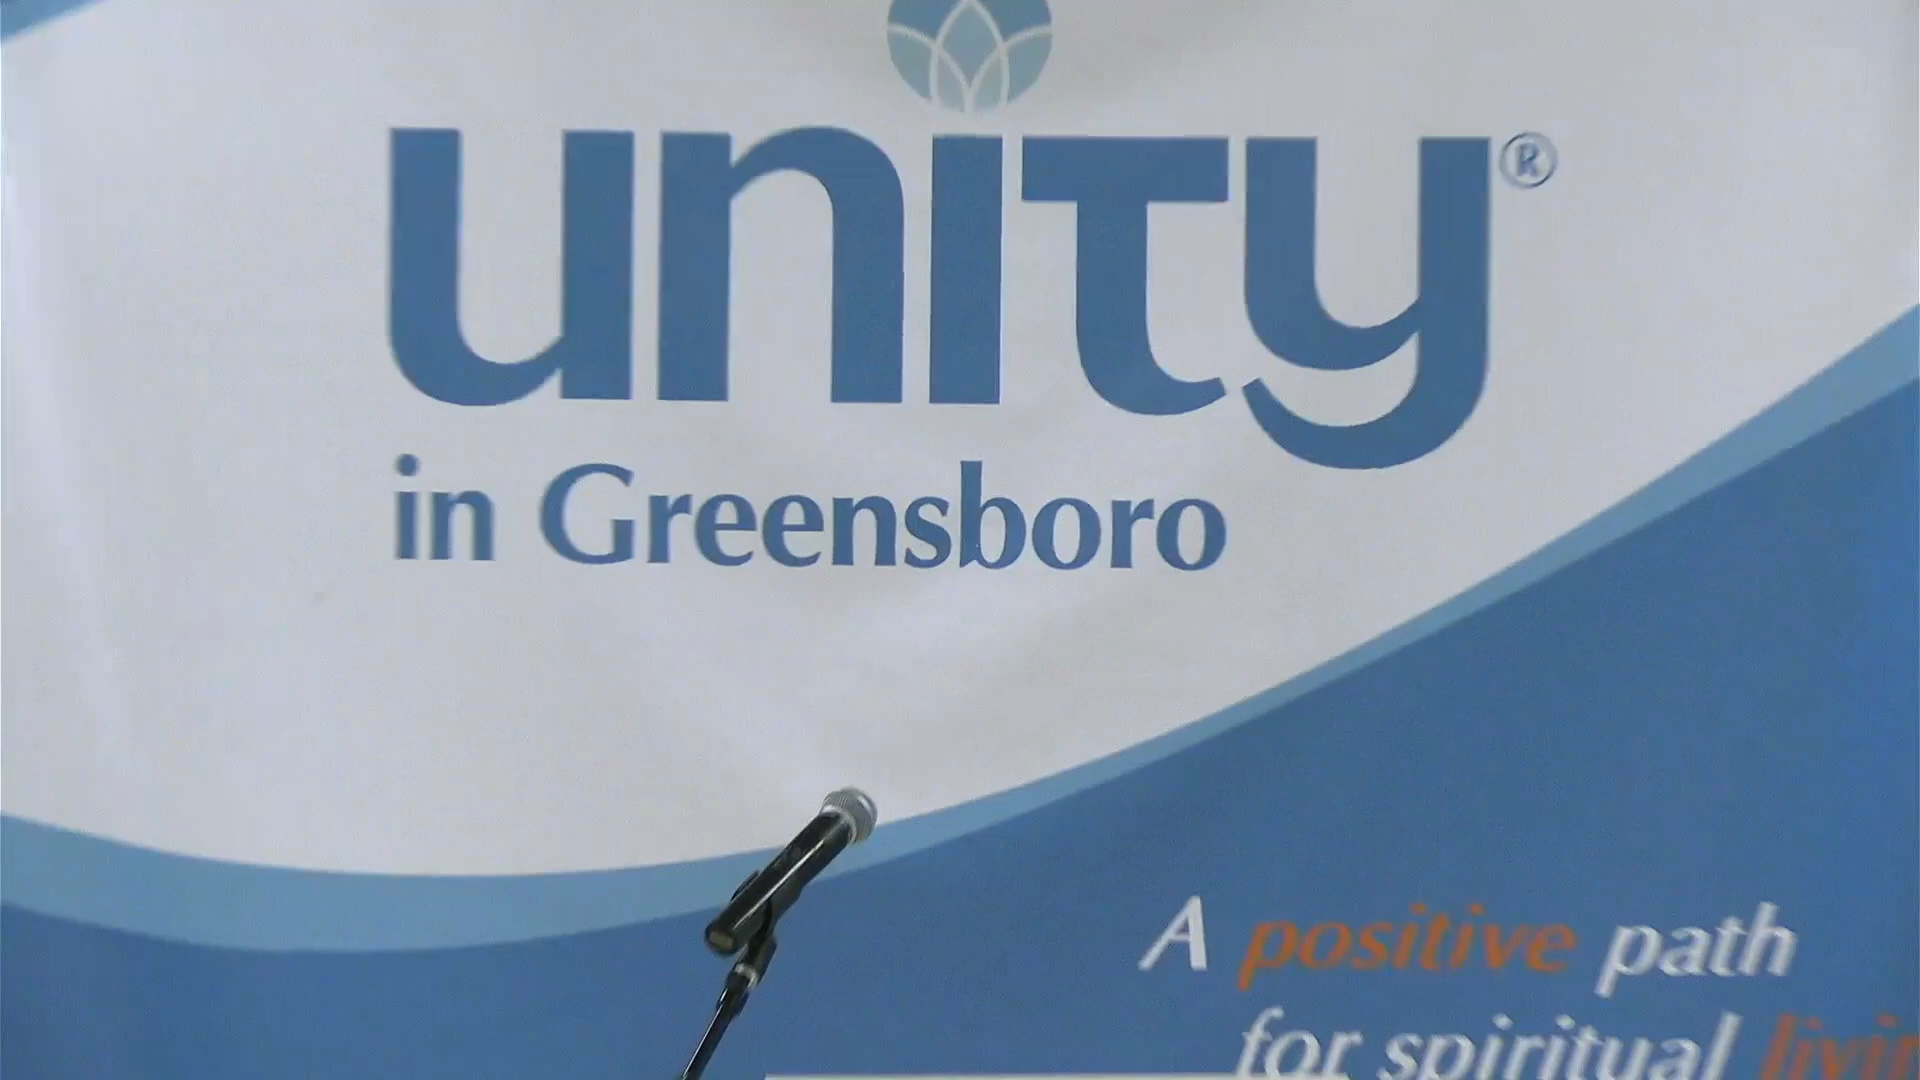 unity®
in Greensboro
A positive path
for spiritual